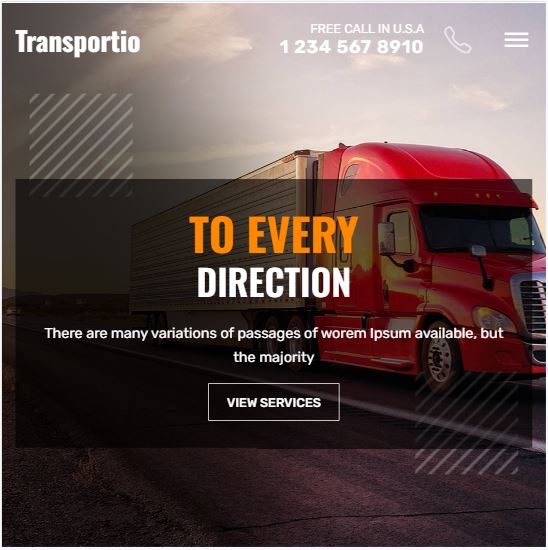 Transportio
FREE CALL IN U.S.A
1 234 567 8910
TO EVERY
DIRECTION
There are many variations of passages of worem Ipsum available, but
the majority
VIEW SERVICES